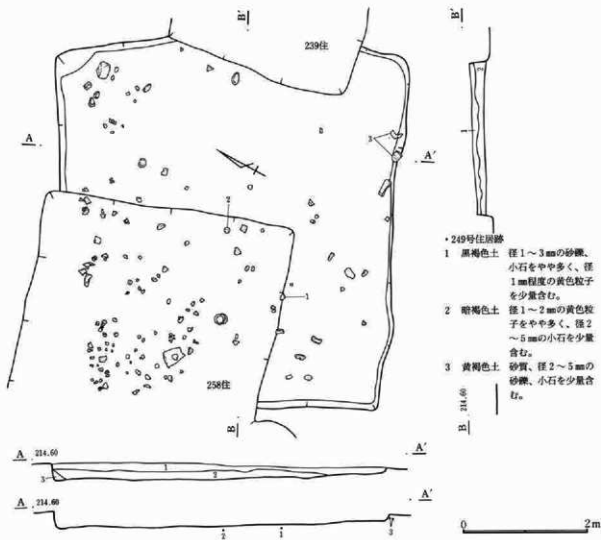 B'
B'
239住
3
A
A'
2
1
258住
B
2
3
・249号住居跡
1 黒褐色土 径1～3㎜の砂礫、
小石をやや多く、径
1㎜程度の黄色粒子
を少量含む。
2 暗褐色土 径1～2㎜の黄色粒
子をやや多く、径2
～5㎜の小石を少量
含む。
3 黄褐色土 砂質、径2～5㎜の
砂礫、小石を少量含
む。
B 214.60
A 214.60 A'
1
2
3
A 214.60 A'
2 1 3
0 2m